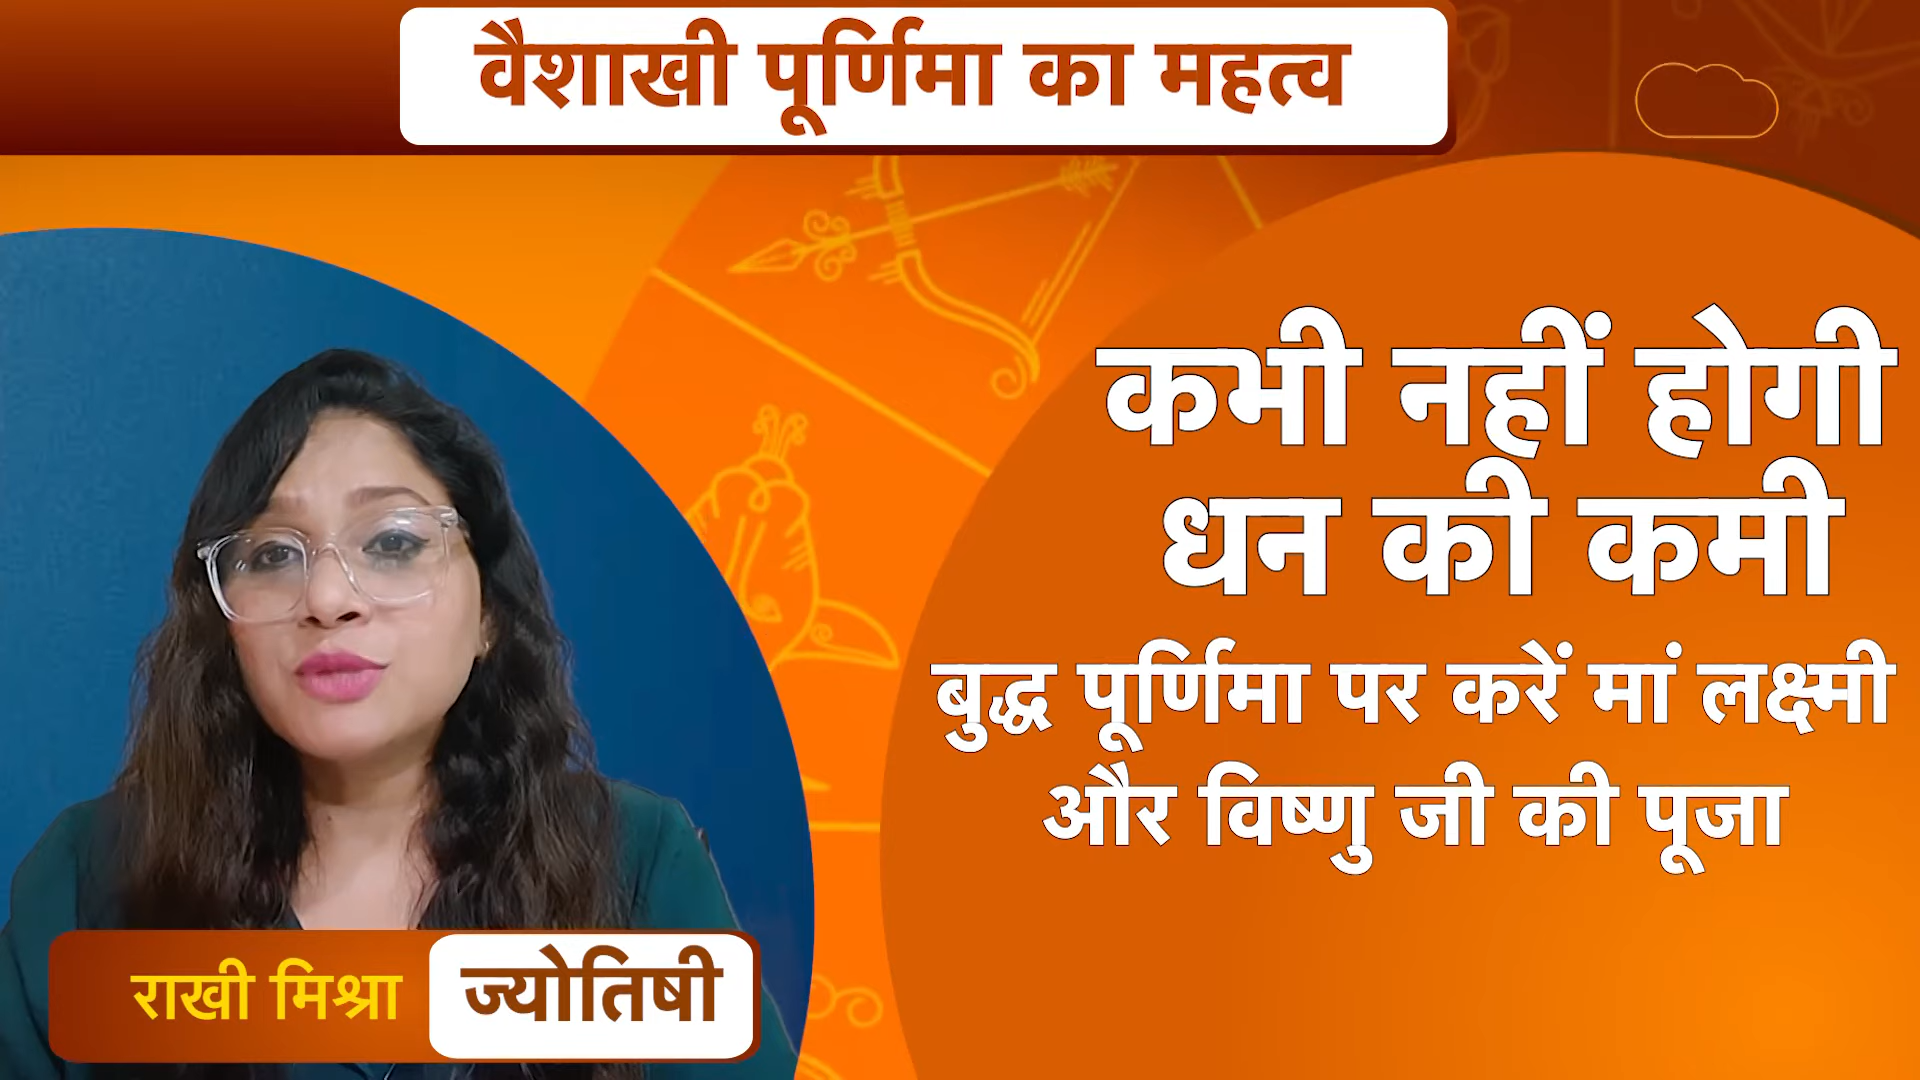 वैशाखी पूर्णिमा का महत्व
कभी नहीं होगी
धन की कमी
बुद्ध पूर्णिमा पर करें मां लक्ष्मी
और विष्णु जी की पूजा
राखी मिश्रा ज्योतिषी